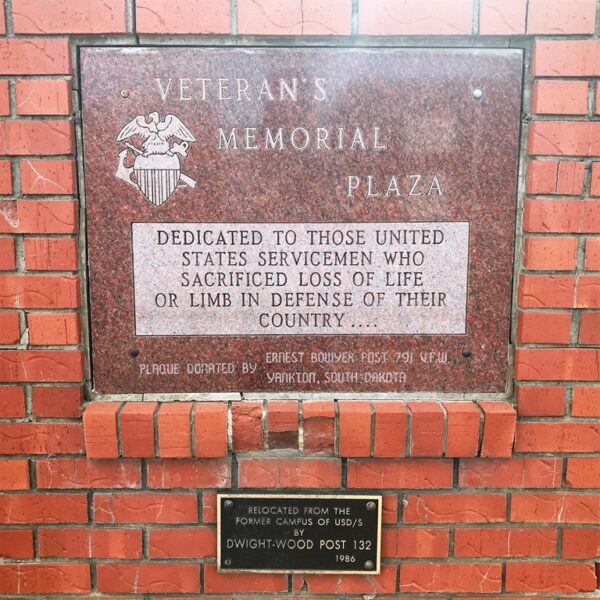 VETERAN'S
MEMORIAL
PLAZA
DEDICATED TO THOSE UNITED
STATES SERVICEMEN WHO
SACRIFICED LOSS OF LIFE
OR LIMB IN DEFENSE OF THEIR
COUNTRY ....
PLAQUE DONATED BY ERNEST BOWYER POST 791 V.F.W.
YANKTON, SOUTH DAKOTA
RELOCATED FROM THE
FORMER CAMPUS OF USD/S
BY
DWIGHT-WOOD POST 132
1986